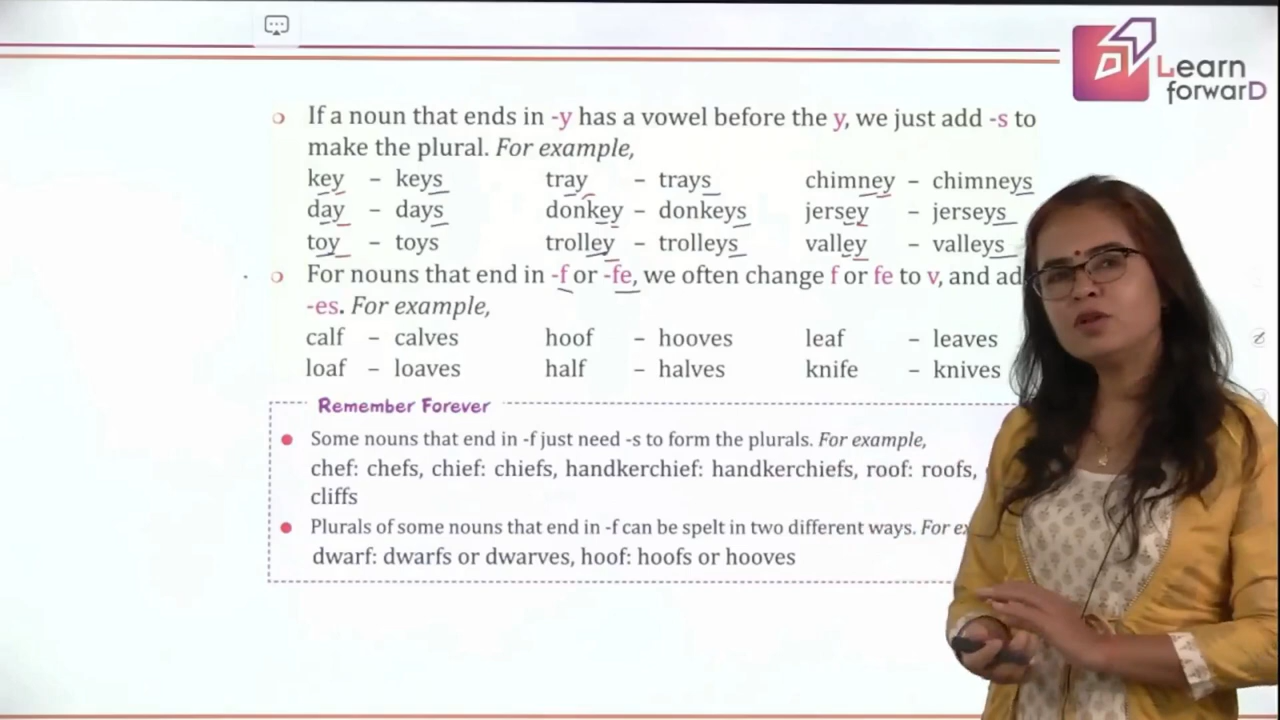 Learn
forwarD
If a noun that ends in -y has a vowel before the y, we just add -s to
make the plural. For example,
key – keys tray – trays chimney – chimneys
day – days donkey – donkeys jersey – jerseys
toy – toys trolley – trolleys valley – valleys
For nouns that end in -f or -fe, we often change f or fe to v, and ad
-es. For example,
calf – calves hoof – hooves leaf – leaves
loaf – loaves half – halves knife – knives
Remember Forever
Some nouns that end in -f just need -s to form the plurals. For example,
chef: chefs, chief: chiefs, handkerchief: handkerchiefs, roof: roofs,
cliffs
Plurals of some nouns that end in -f can be spelt in two different ways. For ex
dwarf: dwarfs or dwarves, hoof: hoofs or hooves